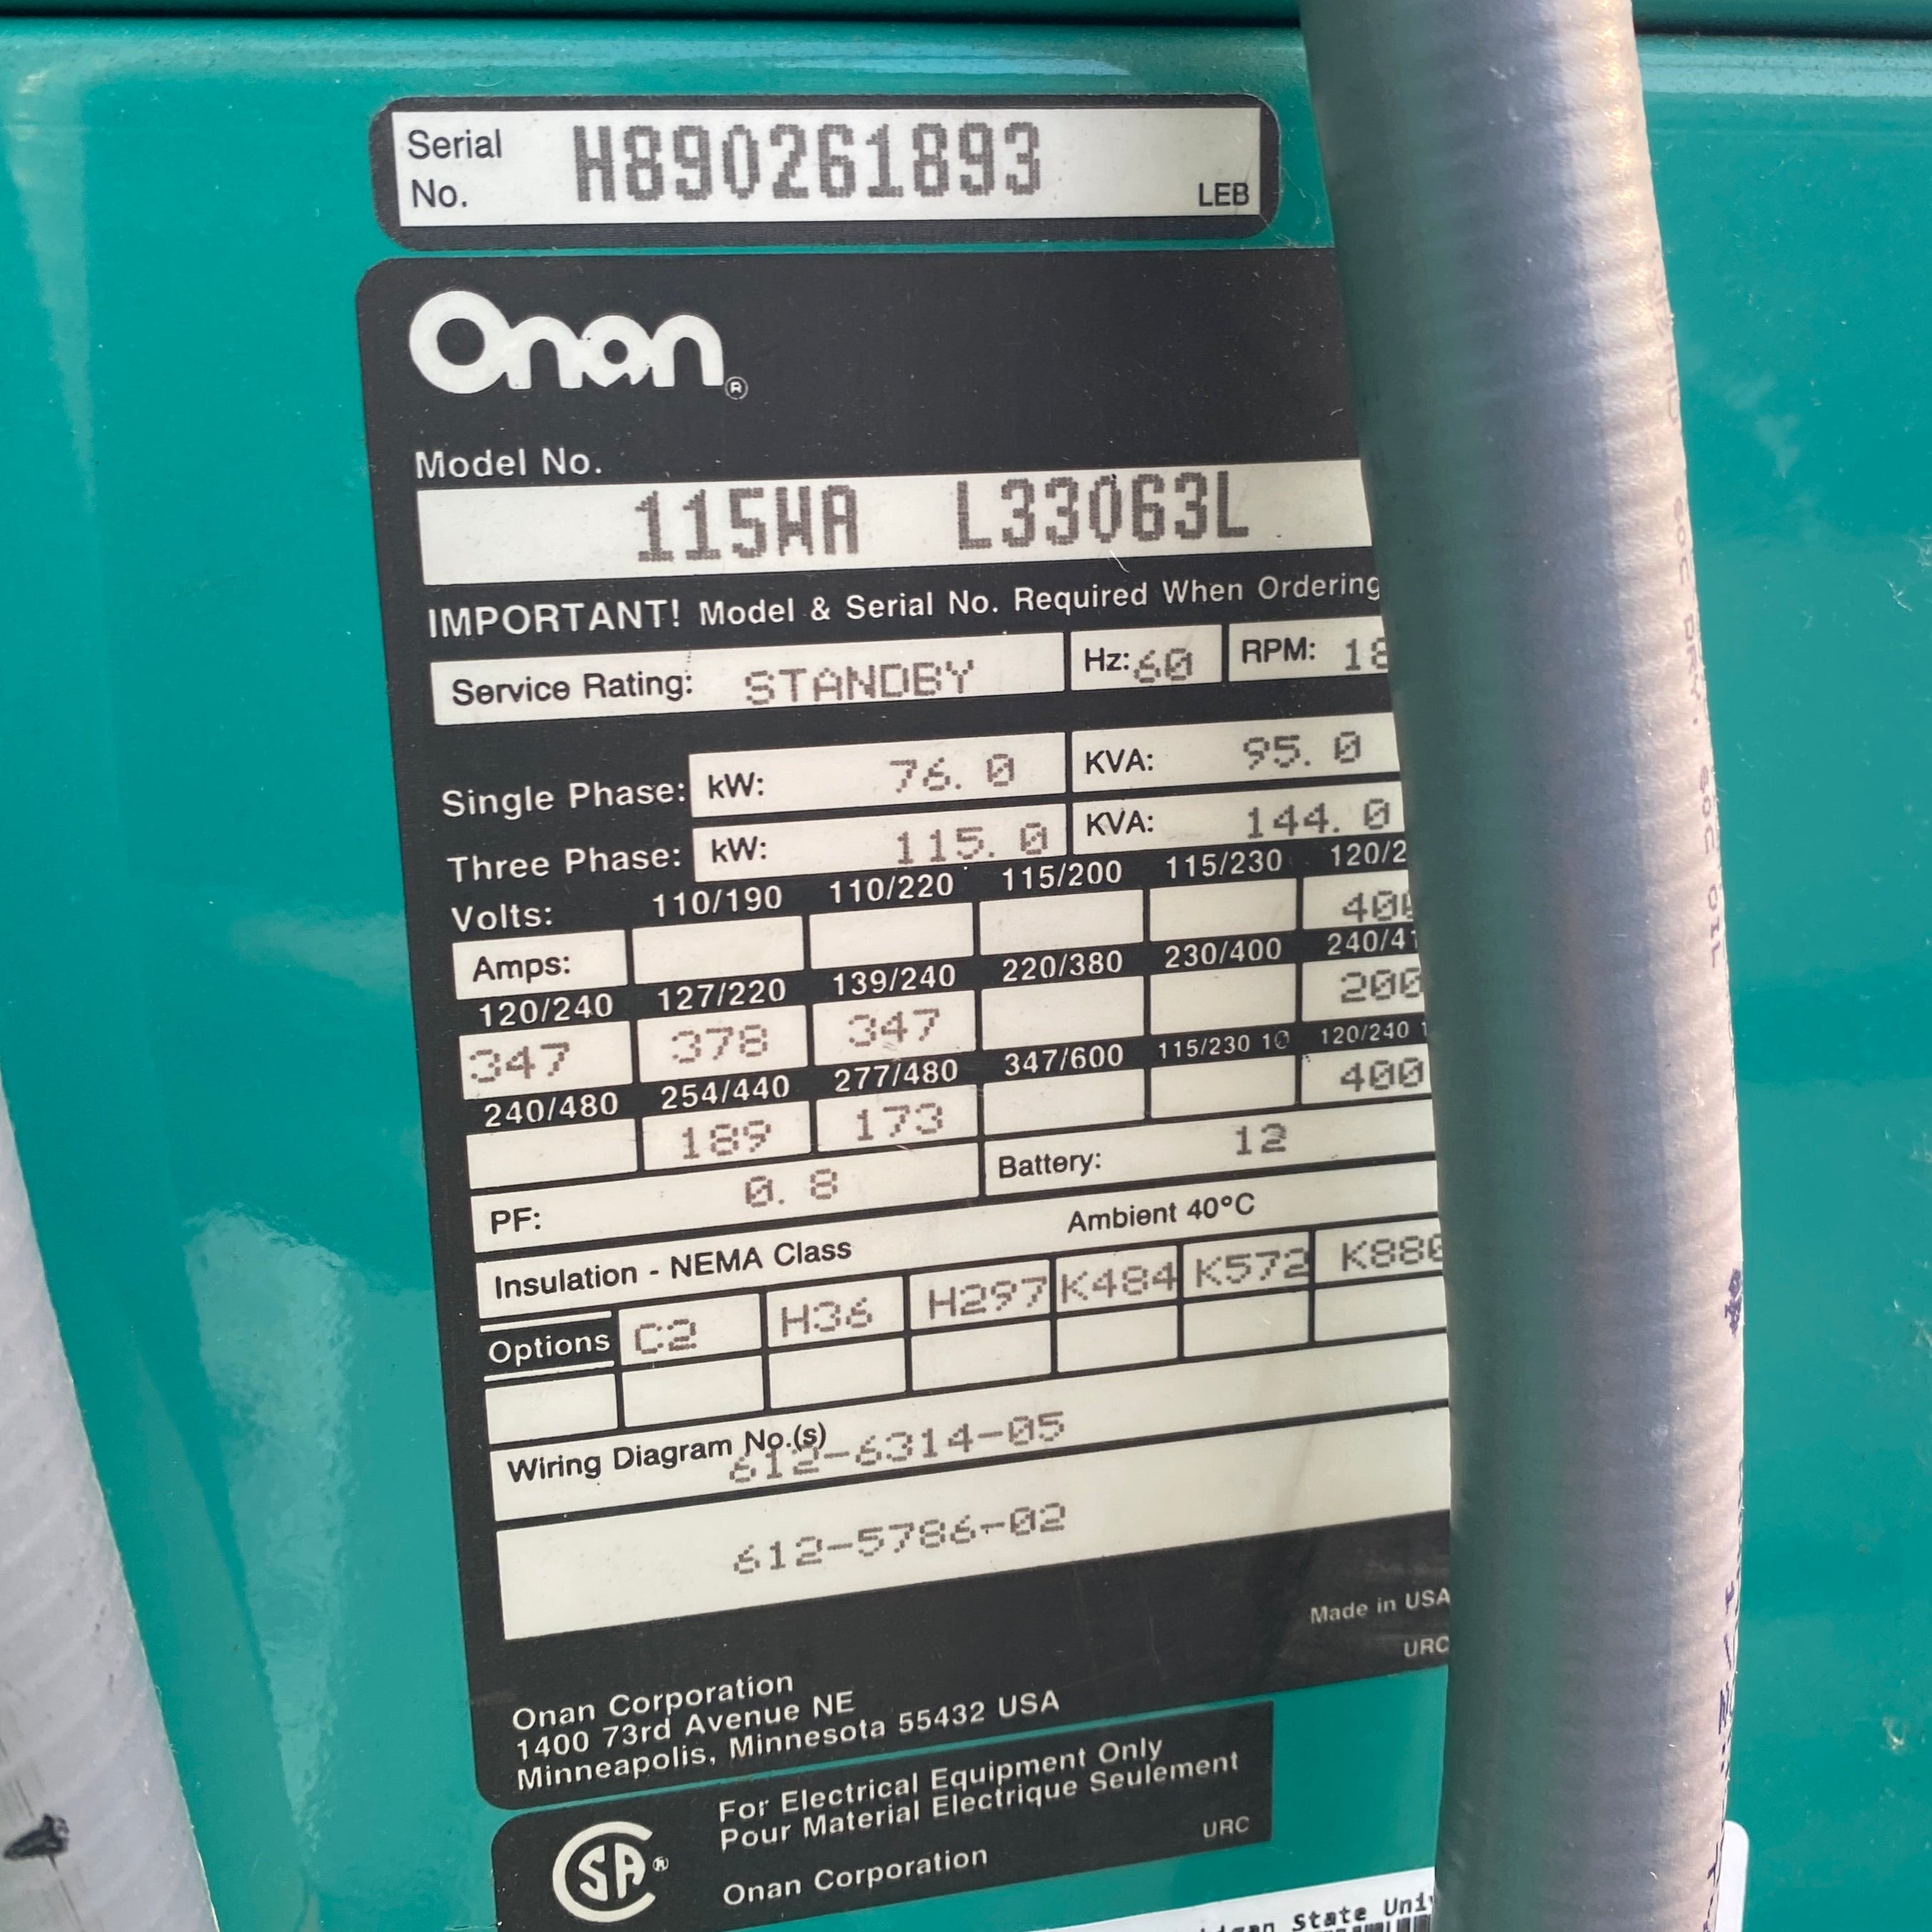 Serial No. H890261893 LEB
Onan®
Model No.
115WA L33063L
IMPORTANT! Model & Serial No. Required When Ordering
Service Rating: STANDBY Hz: 60 RPM: 18
Single Phase: kW: 76.0 KVA: 95.0
Three Phase: kW: 115.0 KVA: 144.0
Volts: 110/190 110/220 115/200 115/230 120/2
Amps: 40
120/240 127/220 139/240 220/380 230/400 240/41
347 378 347 200
240/480 254/440 277/480 347/600 115/230 10 120/240 1
189 173 400
PF: 0.8 Battery: 12
Insulation - NEMA Class Ambient 40°C
Options C2 H36 H297 K484 K572 K88
Wiring Diagram No.(s) 612-6314-05
612-5786-02
Made in USA
URC
Onan Corporation
1400 73rd Avenue NE
Minneapolis, Minnesota 55432 USA
For Electrical Equipment Only
Pour Material Electrique Seulement
SA® URC
Onan Corporation
State Uni